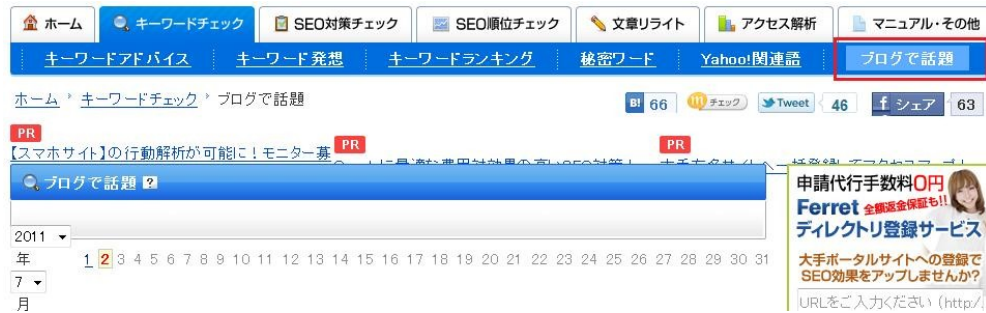 ホーム キーワードチェック SEO対策チェック SEO順位チェック 文章リライト アクセス解析 マニュアル・その他
キーワードアドバイス キーワード発想 キーワードランキング 秘密ワード Yahoo!関連語 ブログで話題
ホーム キーワードチェック ブログで話題 B! 66 チェック Tweet 46 f シェア 63
PR
【スマホサイト】の行動解析が可能に！モニター募
PR
PR
ブログで話題 ?
2011
年 1 2 3 4 5 6 7 8 9 10 11 12 13 14 15 16 17 18 19 20 21 22 23 24 25 26 27 28 29 30 31
7
月
申請代行手数料0円
Ferret 全額返金保証も!!
ディレクトリ登録サービス
大手ポータルサイトへの登録で
SEO効果をアップしませんか?
URLをご入力ください (http:/